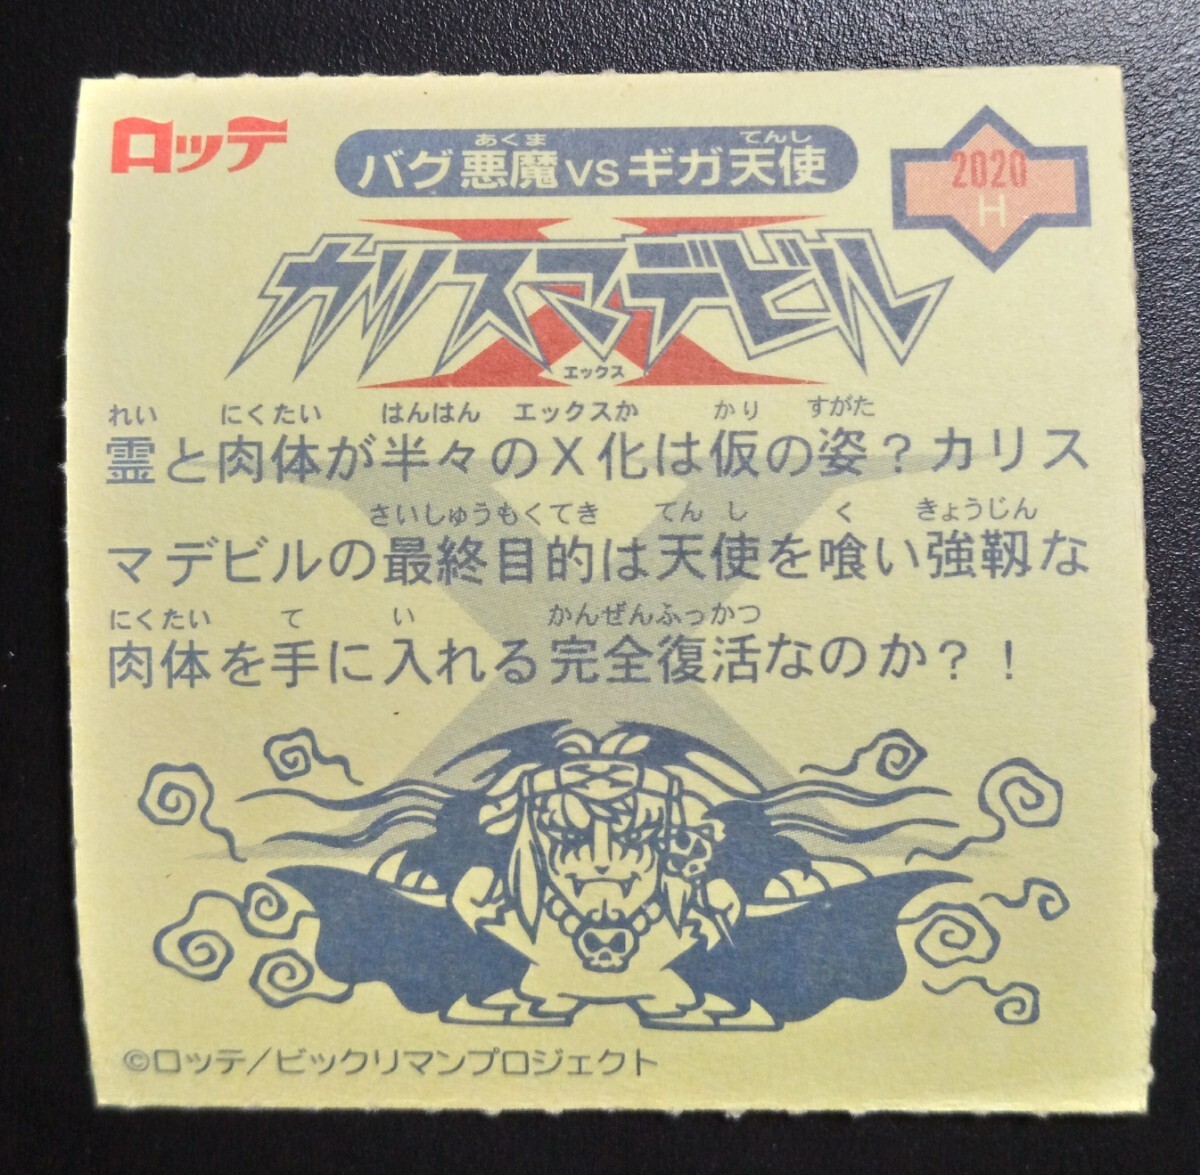 ロッテ
あくま てんし
バグ悪魔vsギガ天使
2020
H
カリスマデビル
X
エックス
れい にくたい はんはん エックスか かり すがた
霊と肉体が半々のX化は仮の姿?カリス
さいしゅうもくてき てんし く きょうじん
マデビルの最終目的は天使を喰い強靱な
にくたい て い かんぜんふっかつ
肉体を手に入れる完全復活なのか?!
©ロッテ/ビックリマンプロジェクト